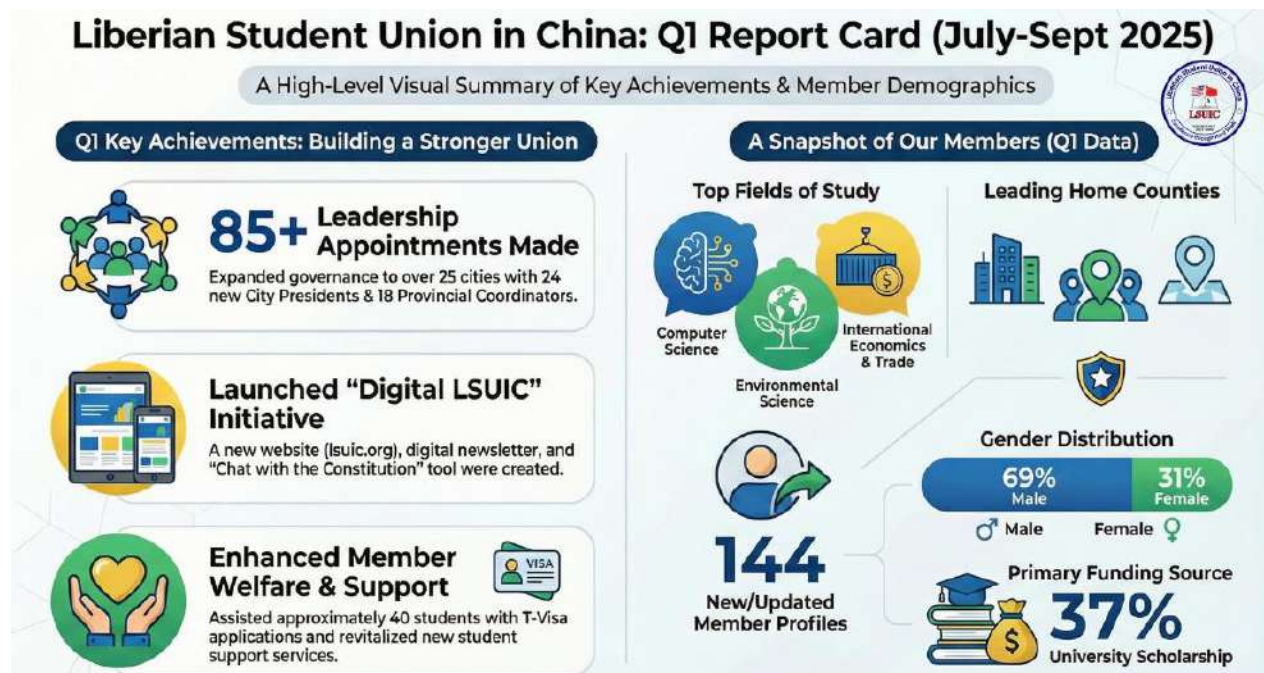 Liberian Student Union in China: Q1 Report Card (July-Sept 2025)
A High-Level Visual Summary of Key Achievements & Member Demographics
Liberian Student Union in China
LSUIC
Q1 Key Achievements: Building a Stronger Union
85+ Leadership
Appointments Made
Expanded governance to over 25 cities with 24
new City Presidents & 18 Provincial Coordinators.
Launched “Digital LSUIC”
Initiative
A new website (lsuic.org), digital newsletter, and
“Chat with the Constitution” tool were created.
Enhanced Member
Welfare & Support
VISA
Assisted approximately 40 students with T-Visa
applications and revitalized new student
support services.
A Snapshot of Our Members (Q1 Data)
Top Fields of Study
Computer
Science
Environmental
Science
International
Economics
& Trade
Leading Home Counties
144
New/Updated
Member Profiles
Gender Distribution
69%
Male
31%
Female
Male
Female
Primary Funding Source
37%
University Scholarship